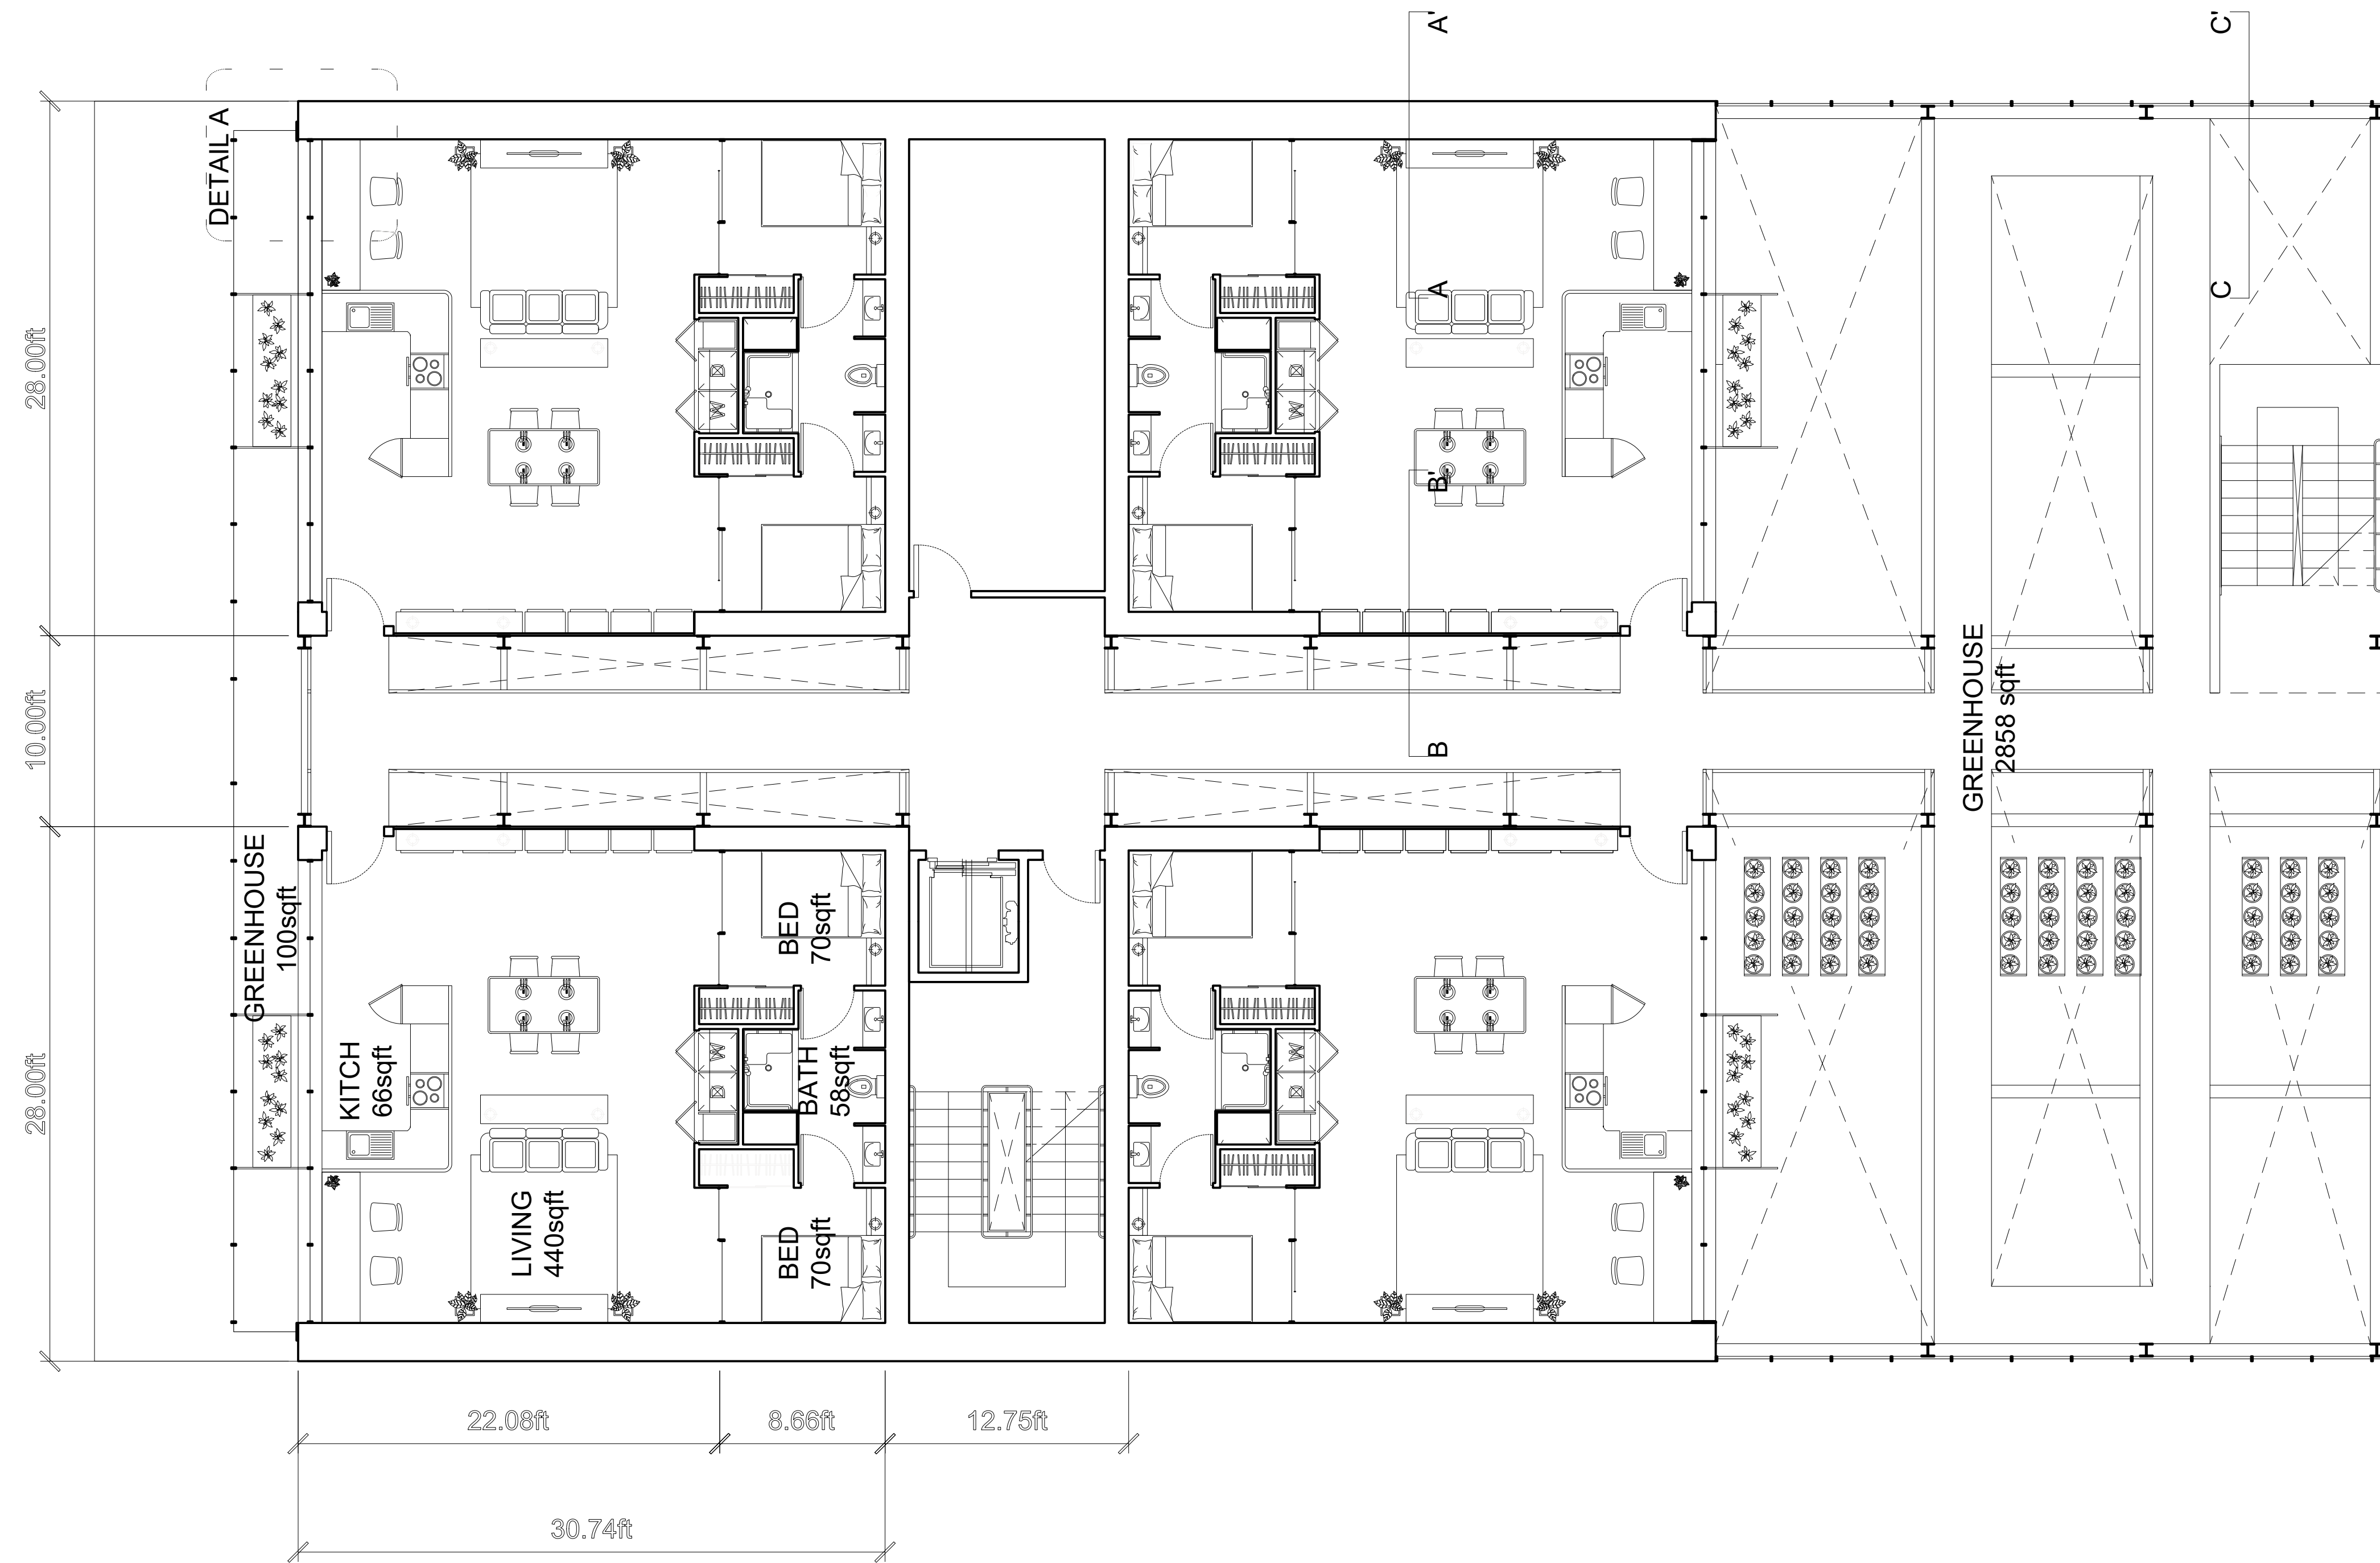 A'
C'
DETAIL A
A
C
28.00ft
B'
GREENHOUSE
2858 sqft
10.00ft
B
GREENHOUSE
100sqft
BED
70sqft
28.00ft
KITCH
66sqft
BATH
58sqft
LIVING
440sqft
BED
70sqft
22.08ft
8.66ft
12.75ft
30.74ft